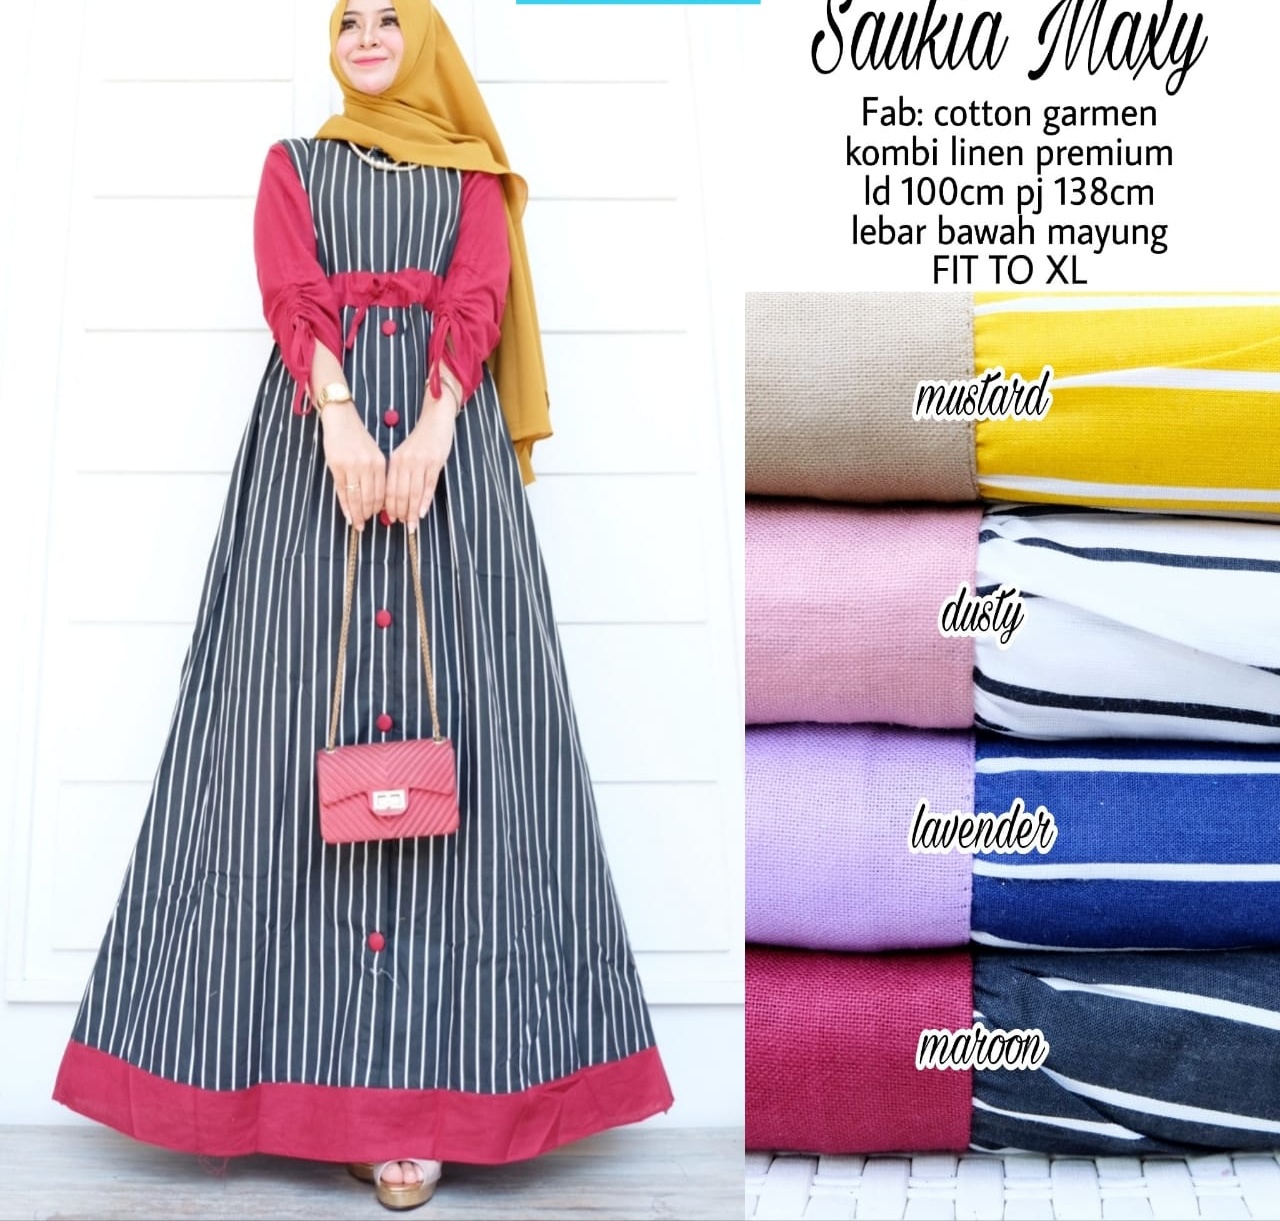 Saukia Maxy
Fab: cotton garmen
kombi linen premium
ld 100cm pj 138cm
lebar bawah mayung
FIT TO XL
mustard
dusty
lavender
maroon